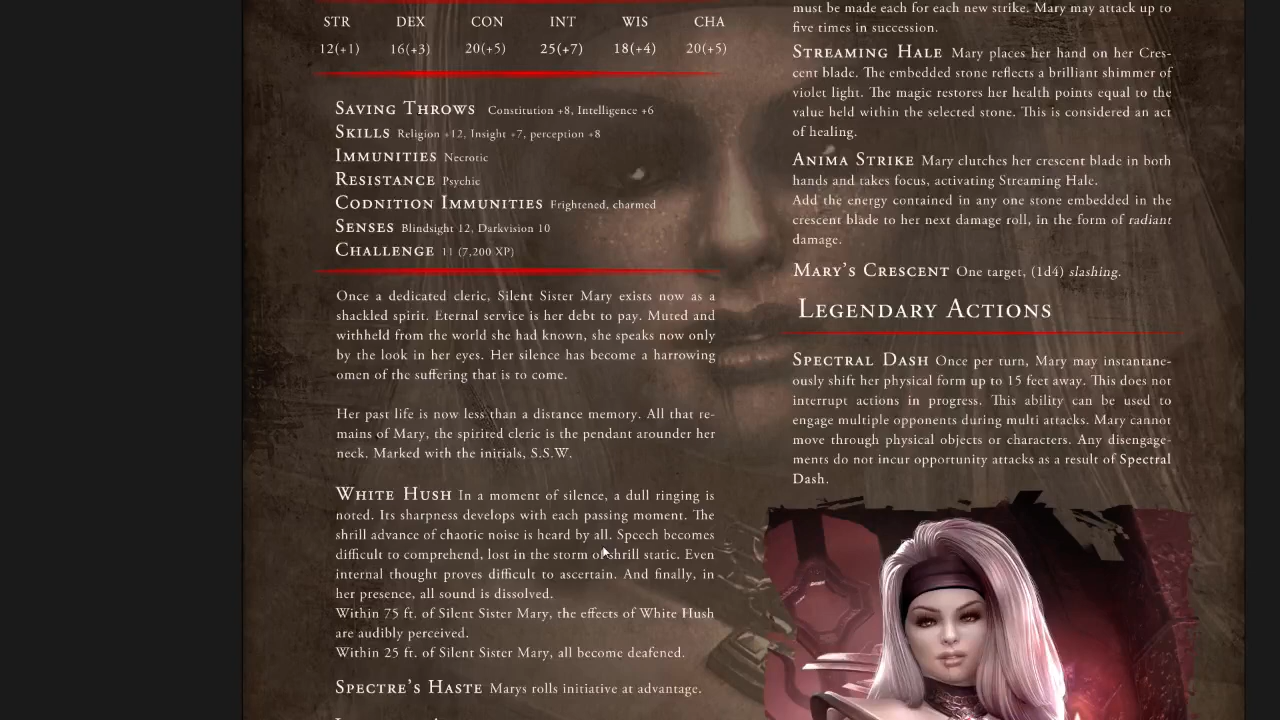 STR DEX CON INT WIS CHA
12(+1) 16(+3) 20(+5) 25(+7) 18(+4) 20(+5)
Saving Throws Constitution +8, Intelligence +6
Skills Religion +12, Insight +7, perception +8
Immunities Necrotic
Resistance Psychic
Codnition Immunities Frightened, charmed
Senses Blindsight 12, Darkvision 10
Challenge 11 (7,200 XP)
Once a dedicated cleric, Silent Sister Mary exists now as a
shackled spirit. Eternal service is her debt to pay. Muted and
withheld from the world she had known, she speaks now only
by the look in her eyes. Her silence has become a harrowing
omen of the suffering that is to come.
Her past life is now less than a distance memory. All that re-
mains of Mary, the spirited cleric is the pendant arounder her
neck. Marked with the initials, S.S.W.
White Hush In a moment of silence, a dull ringing is
noted. Its sharpness develops with each passing moment. The
shrill advance of chaotic noise is heard by all. Speech becomes
difficult to comprehend, lost in the storm of shrill static. Even
internal thought proves difficult to ascertain. And finally, in
her presence, all sound is dissolved.
Within 75 ft. of Silent Sister Mary, the effects of White Hush
are audibly perceived.
Within 25 ft. of Silent Sister Mary, all become deafened.
Spectre's Haste Marys rolls initiative at advantage.
must be made each for each new strike. Mary may attack up to
five times in succession.
Streaming Hale Mary places her hand on her Cres-
cent blade. The embedded stone reflects a brilliant shimmer of
violet light. The magic restores her health points equal to the
value held within the selected stone. This is considered an act
of healing.
Anima Strike Mary clutches her crescent blade in both
hands and takes focus, activating Streaming Hale.
Add the energy contained in any one stone embedded in the
crescent blade to her next damage roll, in the form of radiant
damage.
Mary's Crescent One target, (1d4) slashing.
Legendary Actions
Spectral Dash Once per turn, Mary may instantane-
ously shift her physical form up to 15 feet away. This does not
interrupt actions in progress. This ability can be used to
engage multiple opponents during multi attacks. Mary cannot
move through physical objects or characters. Any disengage-
ments do not incur opportunity attacks as a result of Spectral
Dash.